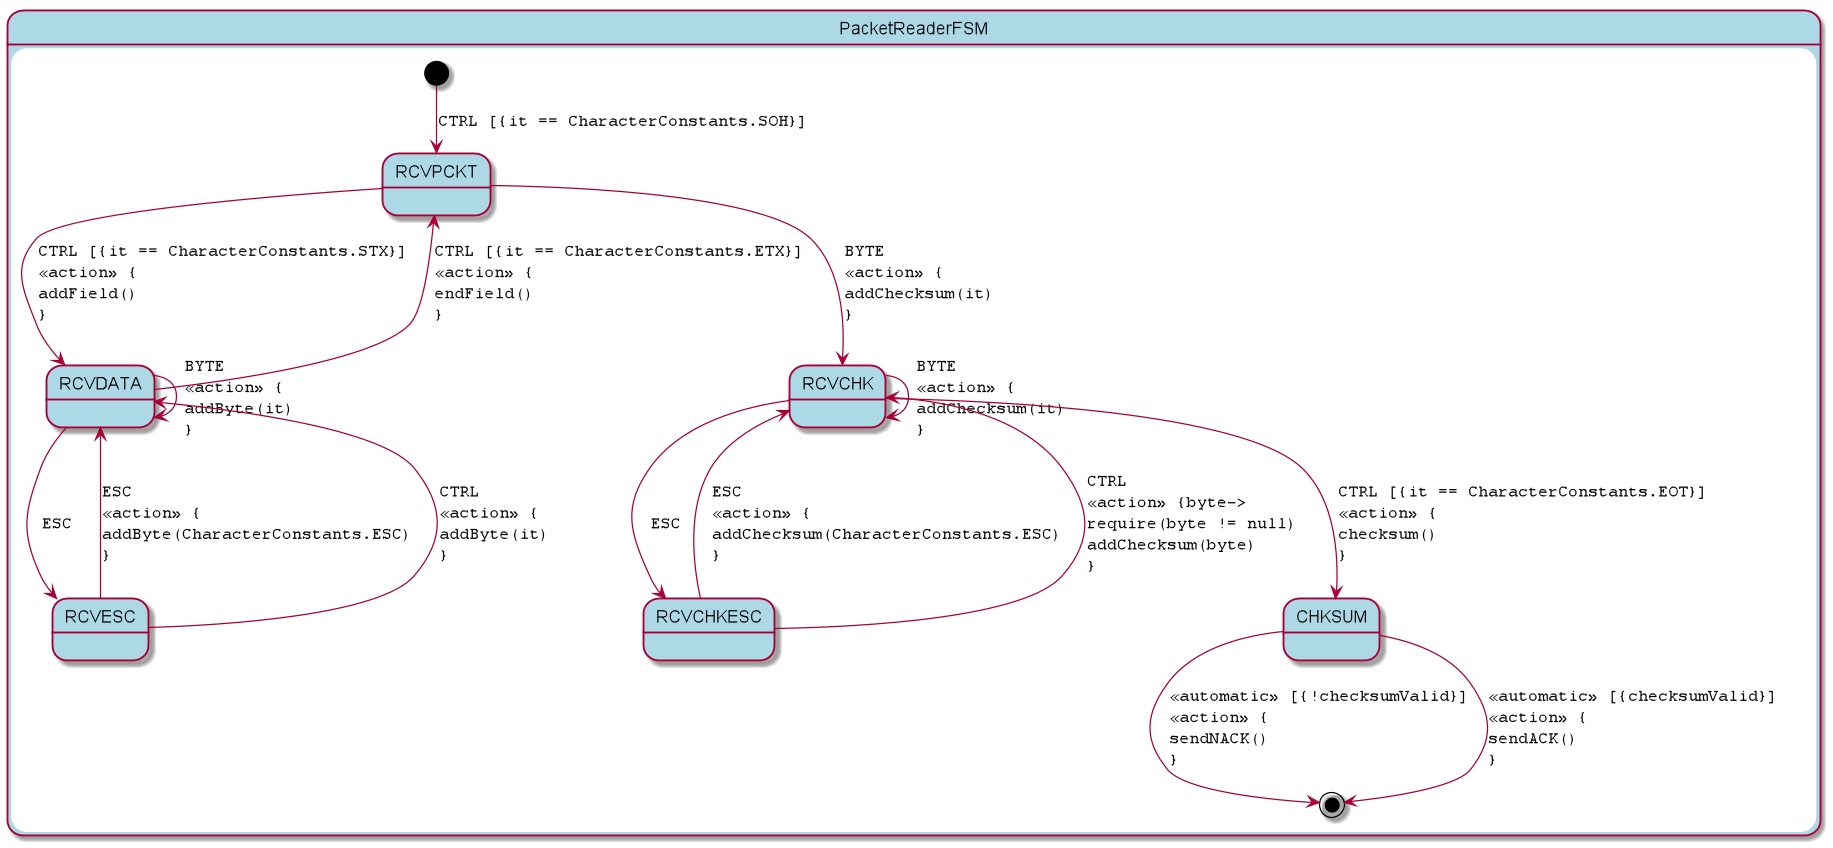 PacketReaderFSM
CTRL [{it == CharacterConstants.SOH}]
RCVPCKT
CTRL [{it == CharacterConstants.STX}]
«action» {
addField()
}
CTRL [{it == CharacterConstants.ETX}]
«action» {
endField()
}
BYTE
«action» {
addChecksum(it)
}
RCVDATA
BYTE
«action» {
addByte(it)
}
RCVCHK
BYTE
«action» {
addChecksum(it)
}
ESC
ESC
«action» {
addByte(CharacterConstants.ESC)
}
CTRL
«action» {
addByte(it)
}
ESC
ESC
«action» {
addChecksum(CharacterConstants.ESC)
}
CTRL
«action» {byte->
require(byte != null)
addChecksum(byte)
}
CTRL [{it == CharacterConstants.EOT}]
«action» {
checksum()
}
RCVESC
RCVCHKESC
CHKSUM
«automatic» [{!checksumValid}]
«action» {
sendNACK()
}
«automatic» [{checksumValid}]
«action» {
sendACK()
}